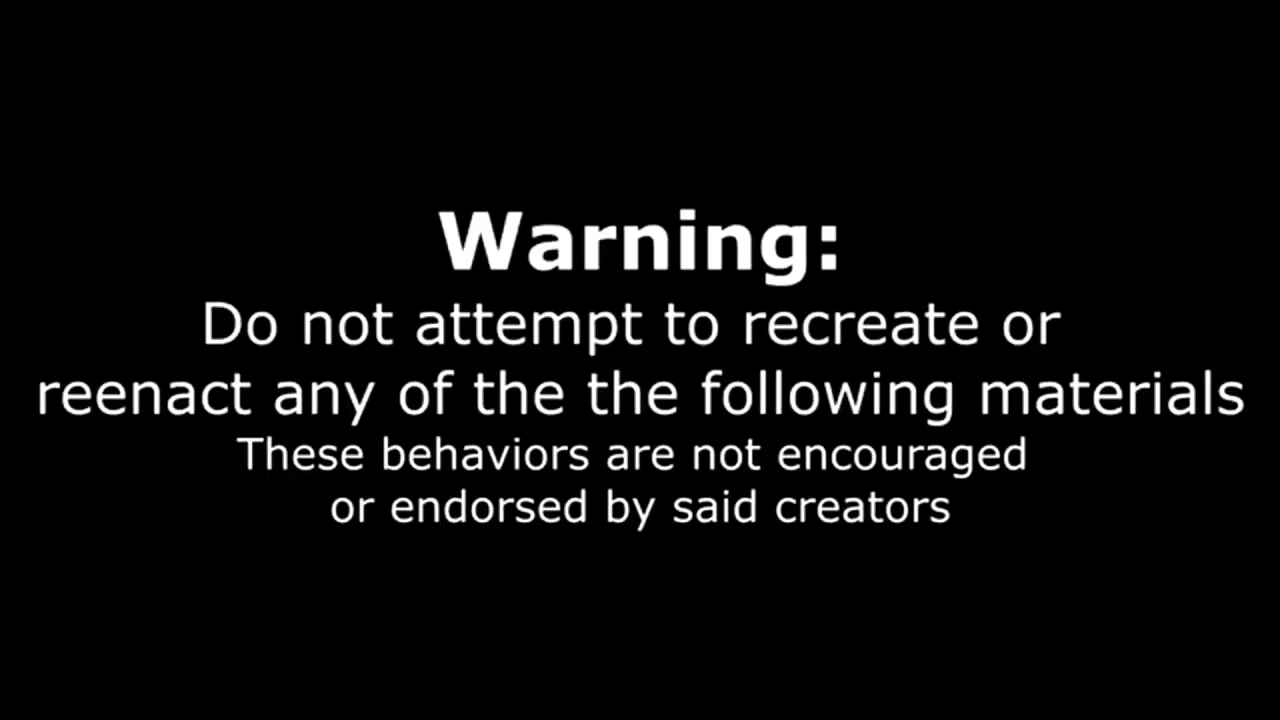 Warning:
Do not attempt to recreate or
reenact any of the the following materials
These behaviors are not encouraged
or endorsed by said creators